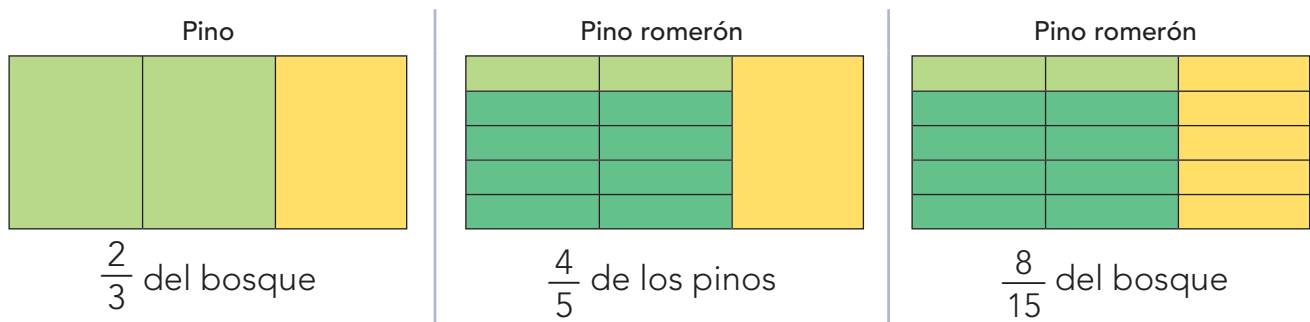 Pino
2/3 del bosque
Pino romerón
4/5 de los pinos
Pino romerón
8/15 del bosque